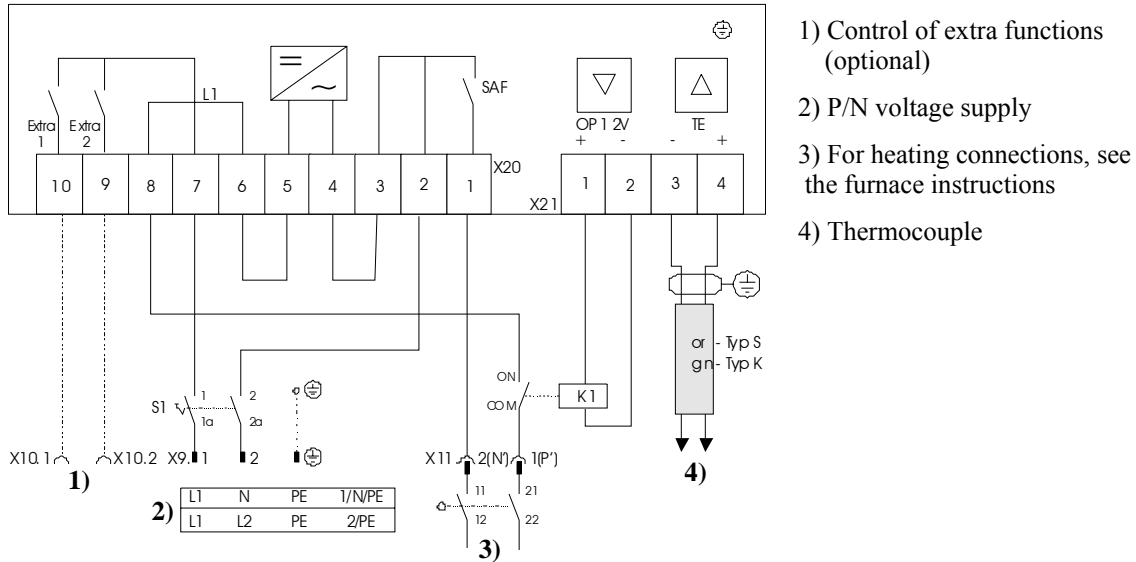 1) Control of extra functions
(optional)
2) P/N voltage supply
3) For heating connections, see
the furnace instructions
4) Thermocouple
L1
SAF
Extra
1
Extra
2
OP 1 2V
+ -
TE
- +
X20
10 9 8 7 6 5 4 3 2 1
X21
1 2 3 4
or - Typ S
gn - Typ K
ON
COM
K1
S1
1 2
1a 2a
X10.1 X10.2 X9. 1 2
X11 2(N') 1(P')
1)
4)
2)
L1 N PE 1/N/PE
L1 L2 PE 2/PE
11 21
12 22
3)